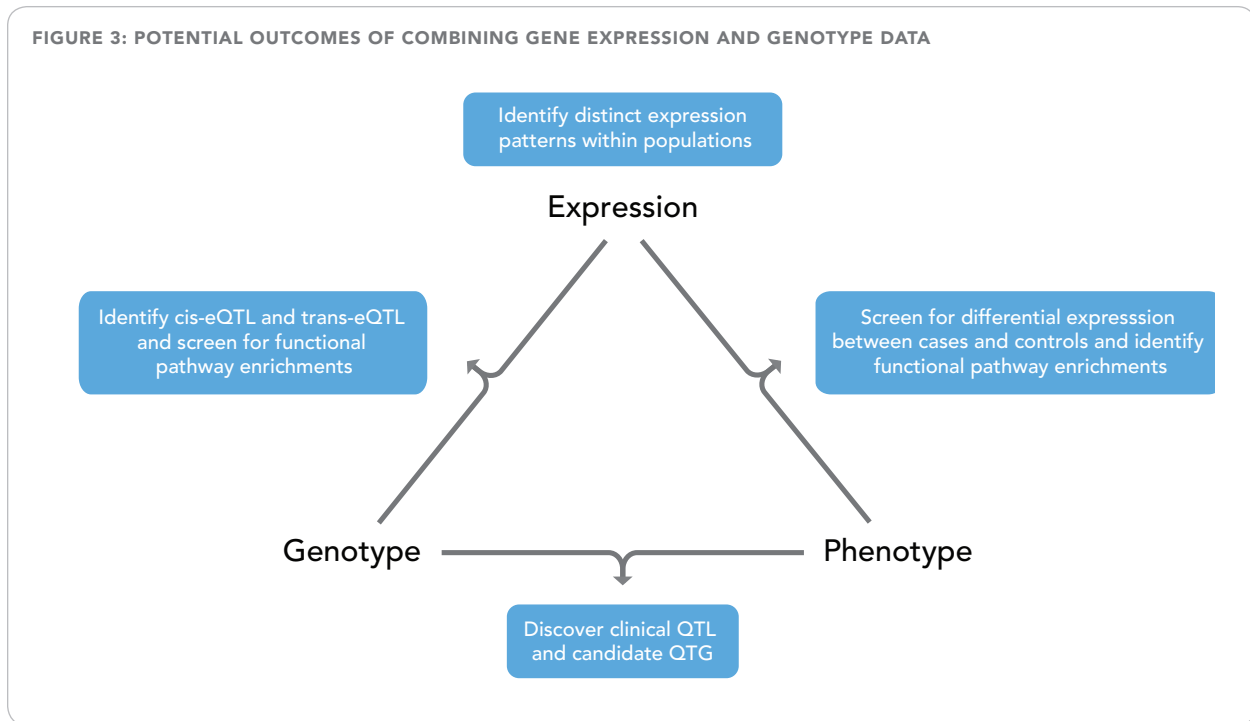 FIGURE 3: POTENTIAL OUTCOMES OF COMBINING GENE EXPRESSION AND GENOTYPE DATA
Identify distinct expression
patterns within populations
Expression
Identify cis-eQTL and trans-eQTL
and screen for functional
pathway enrichments
Screen for differential expresssion
between cases and controls and identify
functional pathway enrichments
Genotype
Phenotype
Discover clinical QTL
and candidate QTG